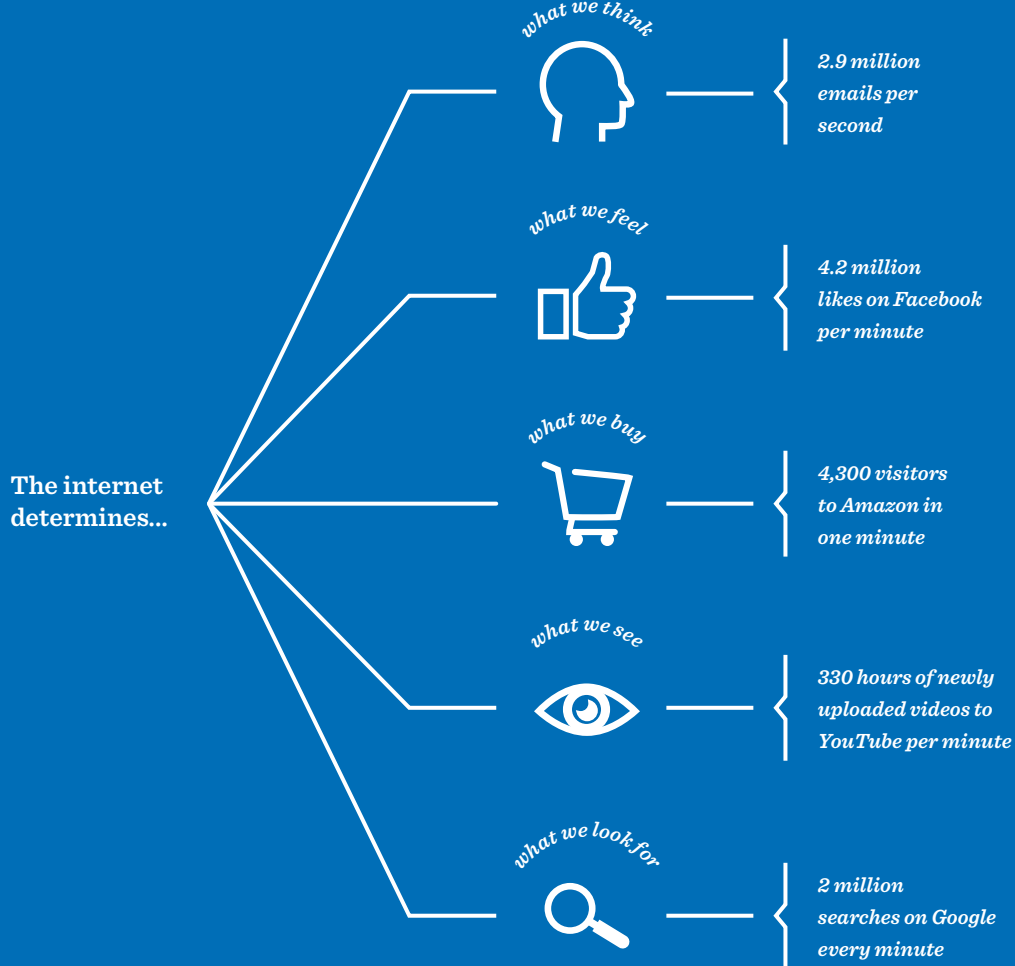 The internet
determines...
what we think
2.9 million
emails per
second
what we feel
4.2 million
likes on Facebook
per minute
what we buy
4,300 visitors
to Amazon in
one minute
what we see
330 hours of newly
uploaded videos to
YouTube per minute
what we look for
2 million
searches on Google
every minute